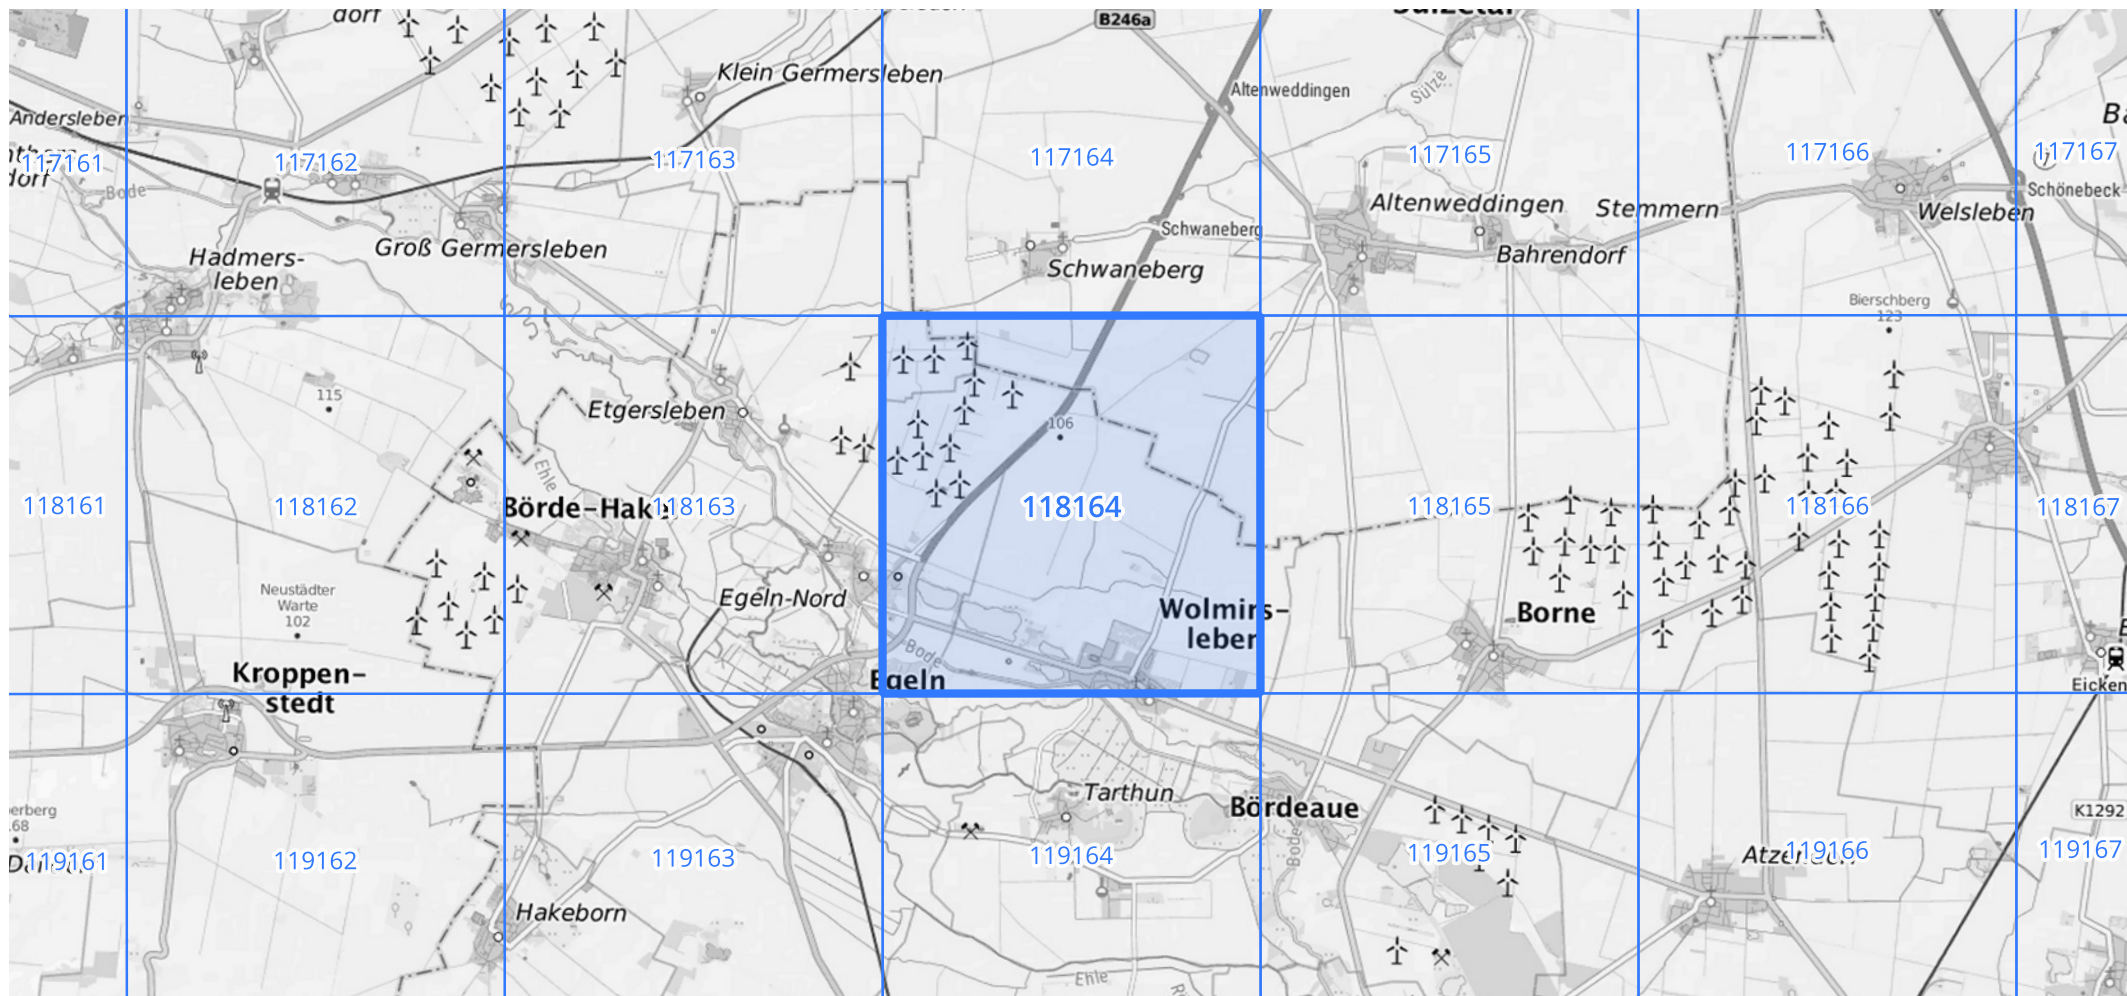 dorf
B246a
Klein Germersleben
Altenweddingen
Sülze
Andersleben
117161
117162
117163
117164
117165
117166
117167
dorf
Bode
Schönebeck
Altenweddingen
Stemmern
Welsleben
Schwaneberg
Groß Germersleben
Bahrendorf
Hadmers-
leben
Schwaneberg
Bierschberg
123
115
Etgersleben
106
Ehle
118161
118162
Börde-Hake
118163
118164
118165
118166
118167
Neustädter
Warte
102
Egeln-Nord
Wolmirs-
leben
Borne
Bode
Kroppen-
stedt
Egeln
Eicken
Tarthun
Bördeaue
K1292
Bode
119161
119162
119163
119164
119165
119166
119167
Hakeborn
Ehle